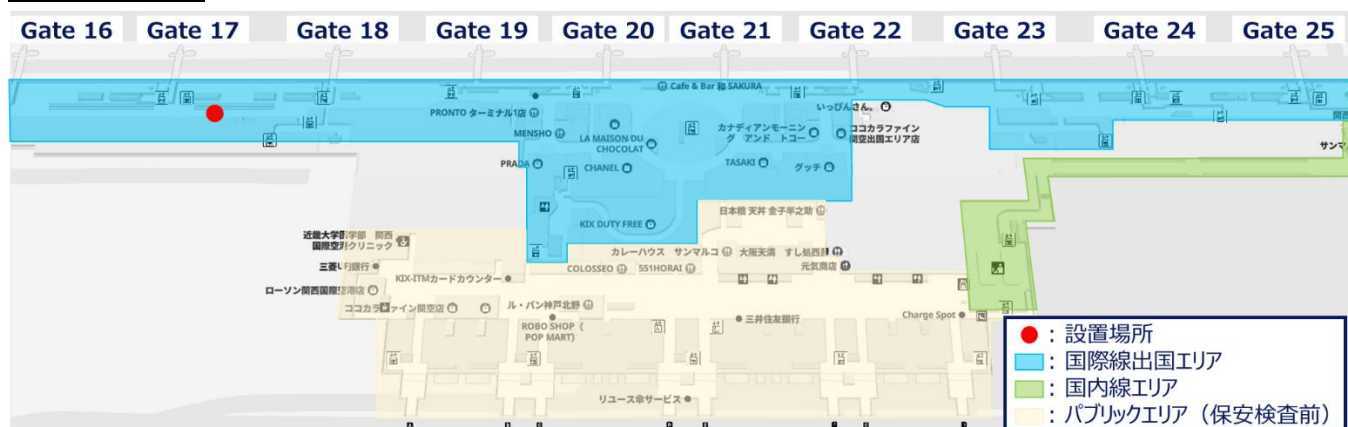 Gate 16 Gate 17 Gate 18 Gate 19 Gate 20 Gate 21 Gate 22 Gate 23 Gate 24 Gate 25
Cafe & Bar 和 SAKURA
いっぴんさん。
PRONTO ターミナル1店
MENSHO
LA MAISON DU
CHOCOLAT
カナディアンモーニン
グ アンド トコー
ココカラファイン
関空出国エリア店
PRADA
CHANEL
TASAKI
グッチ
サンマル
KIX DUTY FREE
日本橋 天丼 金子半之助
近畿大学医学部 関西
国際空港クリニック
カレーハウス サンマルコ
大阪天満 すし処西屋
三菱UFJ銀行
KIX-ITMカードカウンター
COLOSSEO
551HORAI
元気商店
ローソン関西国際空港店
ココカラファイン関空店
ル・パン神戸北野
ROBO SHOP (
POP MART)
三井住友銀行
Charge Spot
リユース傘サービス
: 設置場所
: 国際線出国エリア
: 国内線エリア
: パブリックエリア（保安検査前）